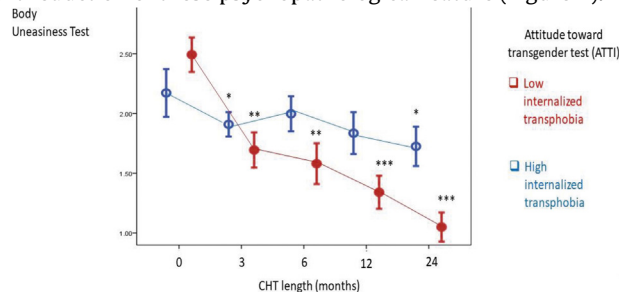 Body
Uneasiness Test
2.50
2.00
1.50
1.00
*
**
**
***
*
***
0 3 6 12 24
CHT length (months)
Attitude toward
transgender test (ATTI)
Low
internalized
transphobia
High
internalized
transphobia